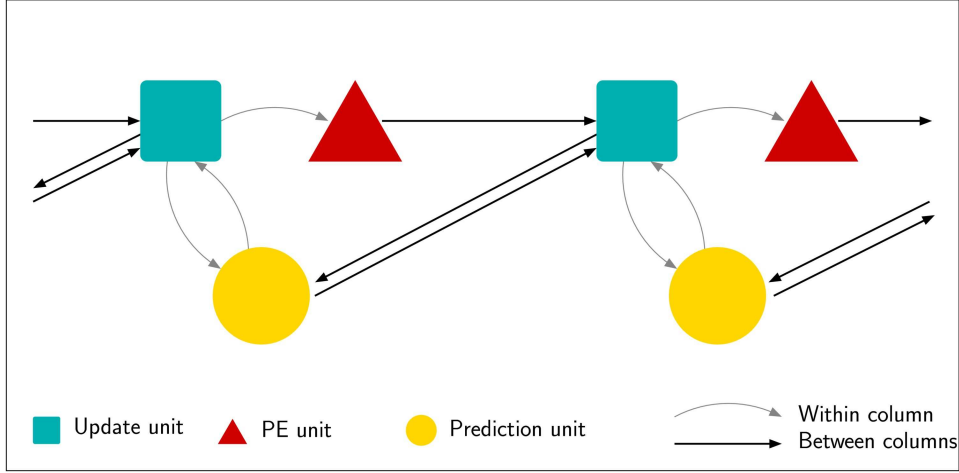 Update unit
PE unit
Prediction unit
Within column
Between columns